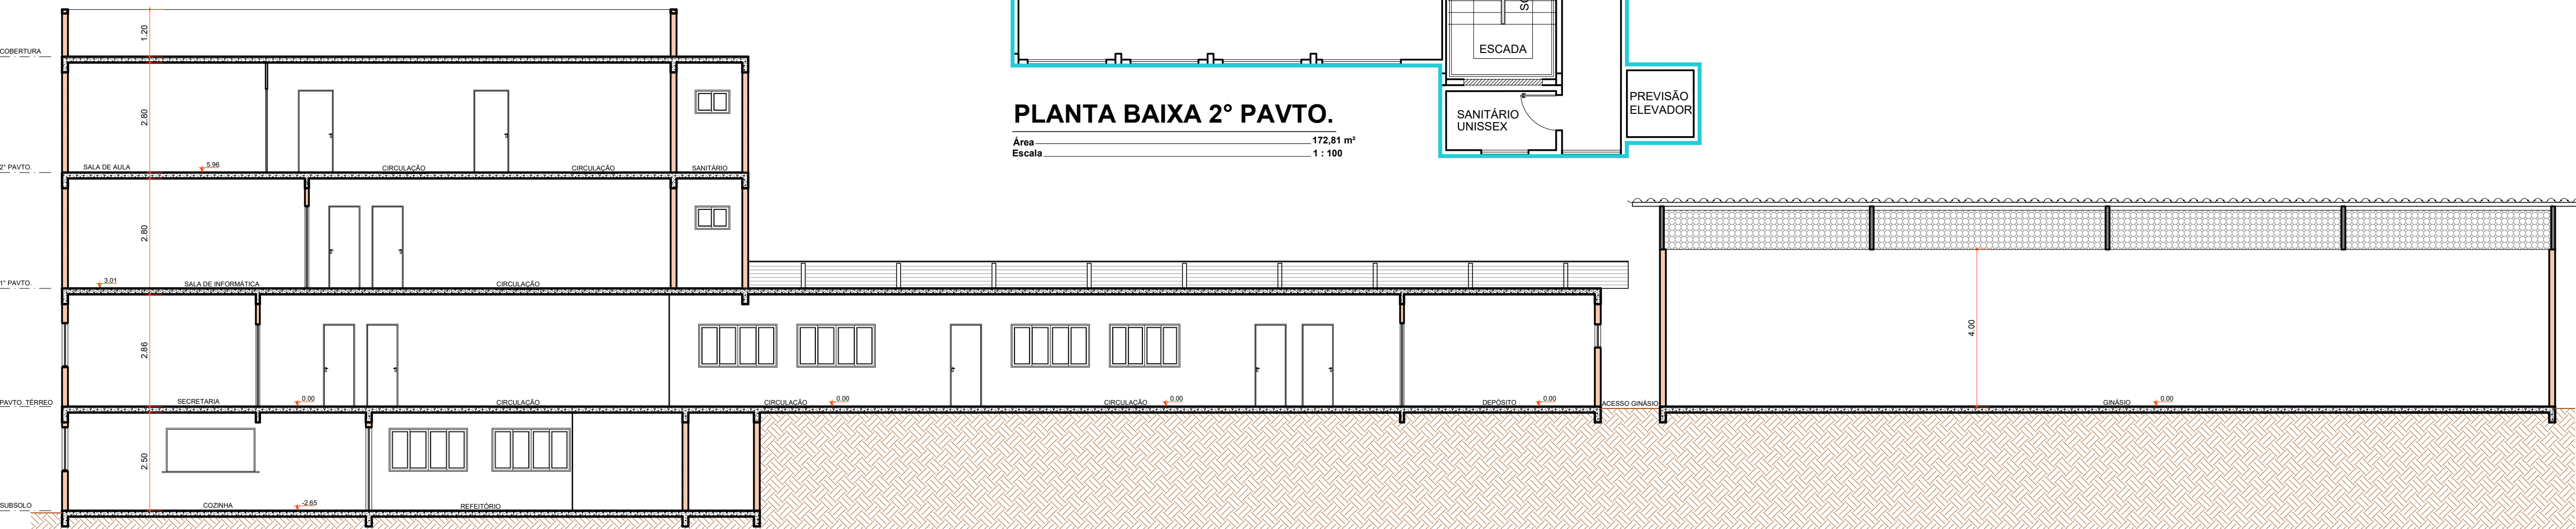 1.20
COBERTURA
2.80
2° PAVTO.
SALA DE AULA
5.96
CIRCULAÇÃO
CIRCULAÇÃO
SANITÁRIO
2.80
1° PAVTO.
3.01
SALA DE INFORMÁTICA
CIRCULAÇÃO
2.86
PAVTO. TÉRREO
SECRETARIA
0.00
CIRCULAÇÃO
CIRCULAÇÃO
0.00
CIRCULAÇÃO
0.00
DEPÓSITO
0.00
ACESSO GINÁSIO
4.00
GINÁSIO
0.00
2.50
SUBSOLO
COZINHA
-2.65
REFEITÓRIO
ESCADA
SANITÁRIO
UNISSEX
PREVISÃO
ELEVADOR
PLANTA BAIXA 2° PAVTO.
Área 172,81 m²
Escala 1 : 100